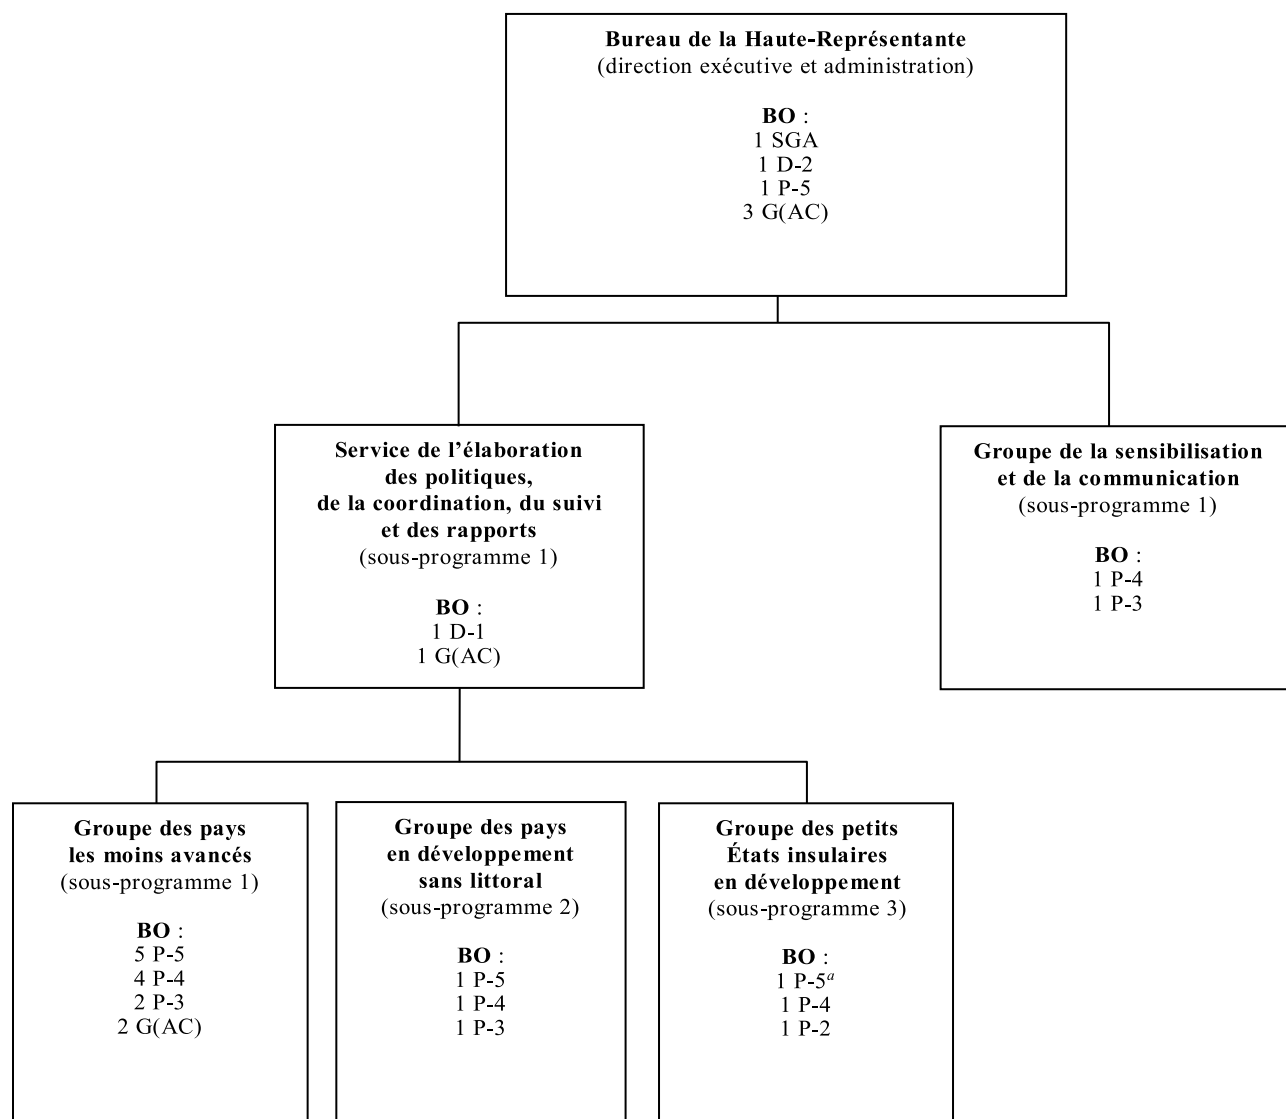 Bureau de la Haute-Représentante
(direction exécutive et administration)
BO :
1 SGA
1 D-2
1 P-5
3 G(AC)
Service de l’élaboration
des politiques,
de la coordination, du suivi
et des rapports
(sous-programme 1)
BO :
1 D-1
1 G(AC)
Groupe de la sensibilisation
et de la communication
(sous-programme 1)
BO :
1 P-4
1 P-3
Groupe des pays
les moins avancés
(sous-programme 1)
BO :
5 P-5
4 P-4
2 P-3
2 G(AC)
Groupe des pays
en développement
sans littoral
(sous-programme 2)
BO :
1 P-5
1 P-4
1 P-3
Groupe des petits
États insulaires
en développement
(sous-programme 3)
BO :
1 P-5a
1 P-4
1 P-2